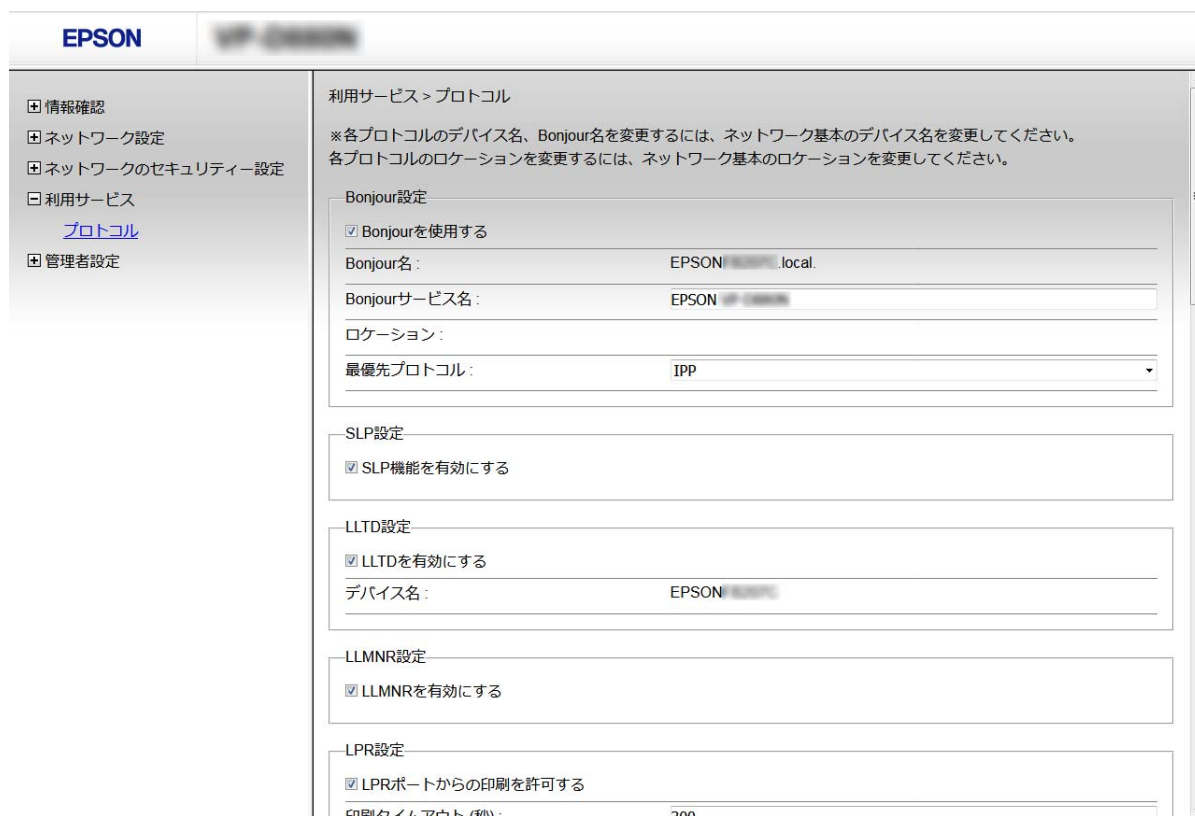 EPSON
情報確認
ネットワーク設定
ネットワークのセキュリティー設定
利用サービス
プロトコル
管理者設定
利用サービス > プロトコル
※各プロトコルのデバイス名、Bonjour名を変更するには、ネットワーク基本のデバイス名を変更してください。
各プロトコルのロケーションを変更するには、ネットワーク基本のロケーションを変更してください。
Bonjour設定
Bonjourを使用する
Bonjour名 : EPSON .local.
Bonjourサービス名 : EPSON
ロケーション :
最優先プロトコル : IPP
SLP設定
SLP機能を有効にする
LLTD設定
LLTDを有効にする
デバイス名 : EPSON
LLMNR設定
LLMNRを有効にする
LPR設定
LPRポートからの印刷を許可する
印刷タイムアウト (秒) : 300